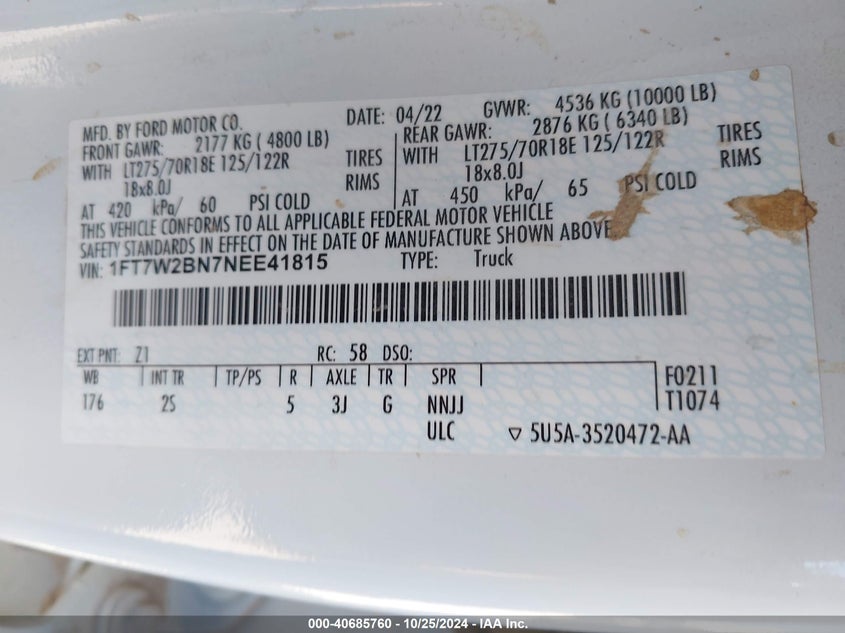 MFD. BY FORD MOTOR CO. DATE: 04/22 GVWR: 4536 KG (10000 LB)
FRONT GAWR: 2177 KG ( 4800 LB) REAR GAWR: 2876 KG ( 6340 LB)
WITH LT275/70R18E 125/122R TIRES WITH LT275/70R18E 125/122R TIRES
18x8.0J RIMS 18x8.0J RIMS
AT 420 kPa/ 60 PSI COLD AT 450 kPa/ 65 PSI COLD
THIS VEHICLE CONFORMS TO ALL APPLICABLE FEDERAL MOTOR VEHICLE
SAFETY STANDARDS IN EFFECT ON THE DATE OF MANUFACTURE SHOWN ABOVE
VIN: 1FT7W2BN7NEE41815 TYPE: Truck
EXT PNT: Z1 RC: 58 DSO:
WB INT TR TP/PS R AXLE TR SPR F0211
176 2S 5 3J G NNJJ T1074
ULC ▽ 5U5A-3520472-AA
000-40685760 - 10/25/2024 - IAA Inc.